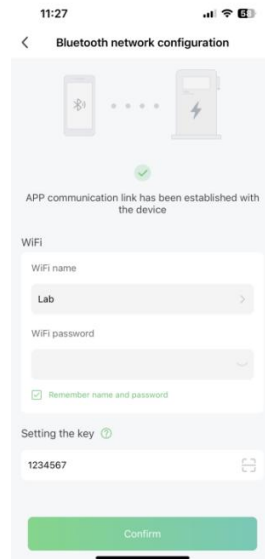 11:27
Bluetooth network configuration
APP communication link has been established with
the device
WiFi
WiFi name
Lab
WiFi password
Remember name and password
Setting the key
1234567
Confirm